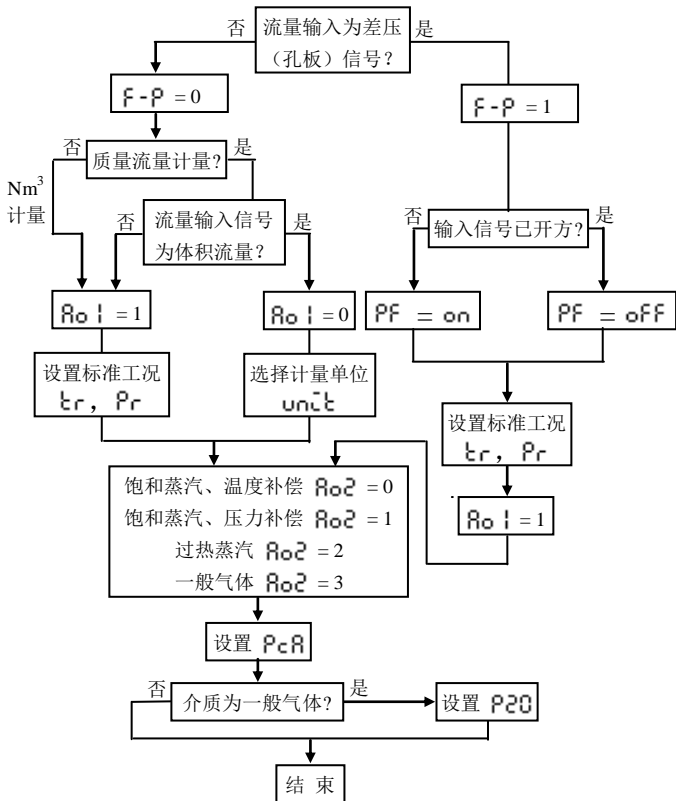 否
流量输入为差压
（孔板）信号？
是
F-P = 0
F-P = 1
否
质量流量计量?
是
Nm³
计量
否
流量输入信号
为体积流量？
是
否
输入信号已开方?
是
Ao1 = 1
Ao1 = 0
PF = on
PF = oFF
设置标准工况
tr，Pr
选择计量单位
unit
设置标准工况
tr，Pr
饱和蒸汽、温度补偿 Ao2 = 0
饱和蒸汽、压力补偿 Ao2 = 1
过热蒸汽 Ao2 = 2
一般气体 Ao2 = 3
Ao1 = 1
设置 PcA
否
介质为一般气体?
是
设置 P20
结 束